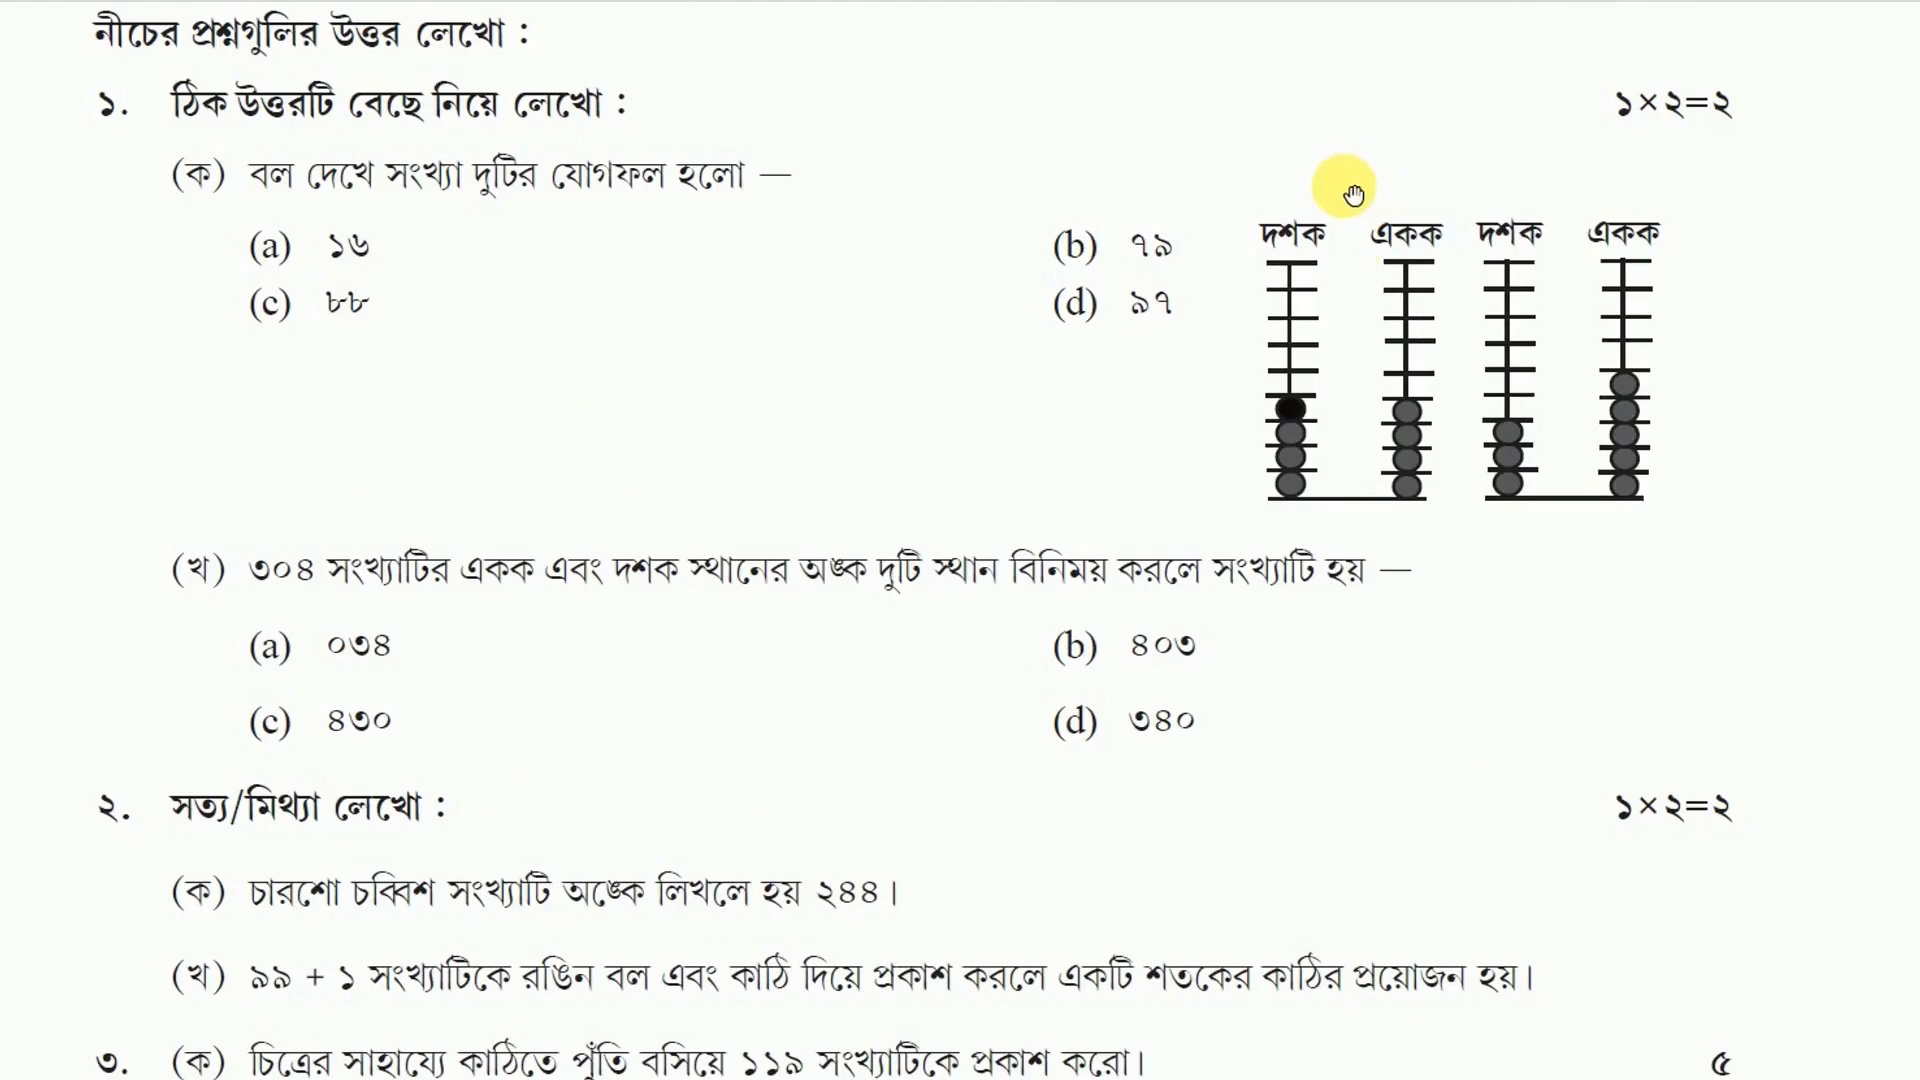 নীচের প্রশ্নগুলির উত্তর লেখো :
১. ঠিক উত্তরটি বেছে নিয়ে লেখো : ১×২=২
(ক) বল দেখে সংখ্যা দুটির যোগফল হলো —
(a) ১৬ (b) ৭৯
(c) ৮৮ (d) ৯৭
দশক একক দশক একক
(খ) ৩০৪ সংখ্যাটির একক এবং দশক স্থানের অঙ্ক দুটি স্থান বিনিময় করলে সংখ্যাটি হয় —
(a) ০৩৪ (b) ৪০৩
(c) ৪৩০ (d) ৩৪০
২. সত্য/মিথ্যা লেখো : ১×২=২
(ক) চারশো চব্বিশ সংখ্যাটি অঙ্কে লিখলে হয় ২৪৪।
(খ) ৯৯ + ১ সংখ্যাটিকে রঙিন বল এবং কাঠি দিয়ে প্রকাশ করলে একটি শতকের কাঠির প্রয়োজন হয়।
৩. (ক) চিত্রের সাহায্যে কাঠিতে পুঁতি বসিয়ে ১১৯ সংখ্যাটিকে প্রকাশ করো। ৫